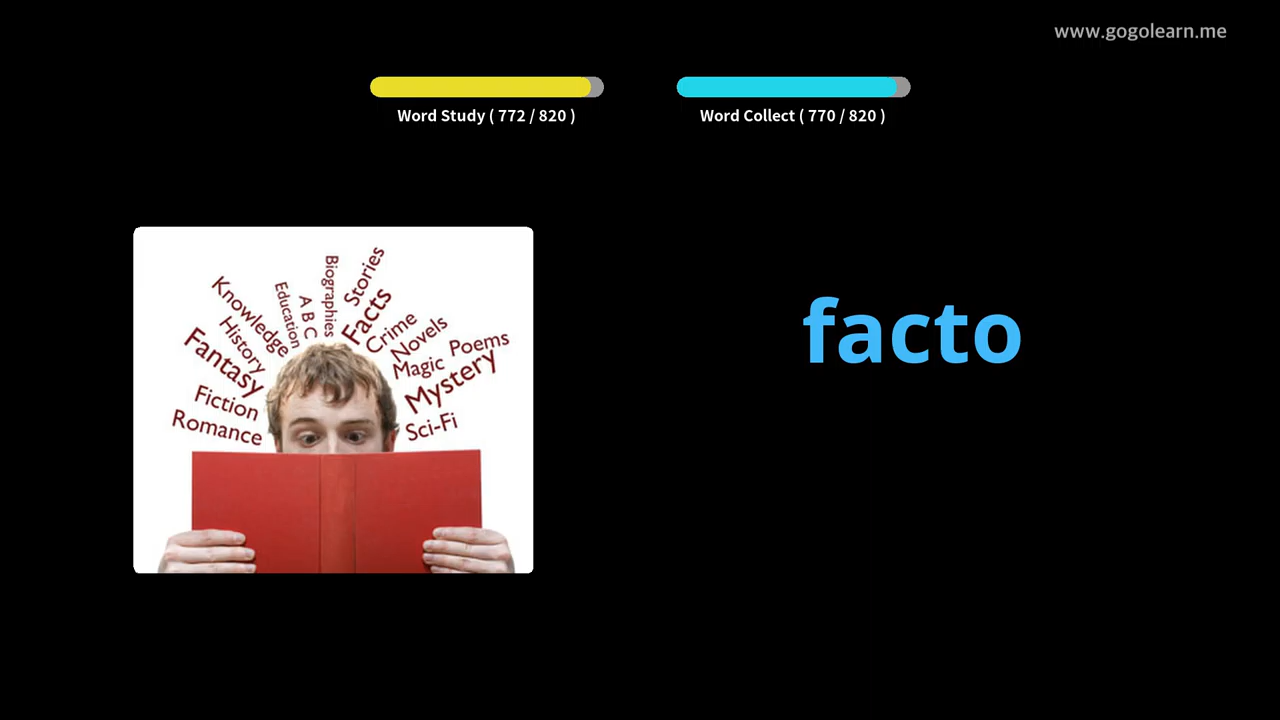 www.gogolearn.me
Word Study ( 772 / 820 )
Word Collect ( 770 / 820 )
facto
Romance
Fiction
Fantasy
History
Knowledge
Education
A B C
Biographies
Stories
Facts
Crime
Novels
Magic
Poems
Mystery
Sci-Fi